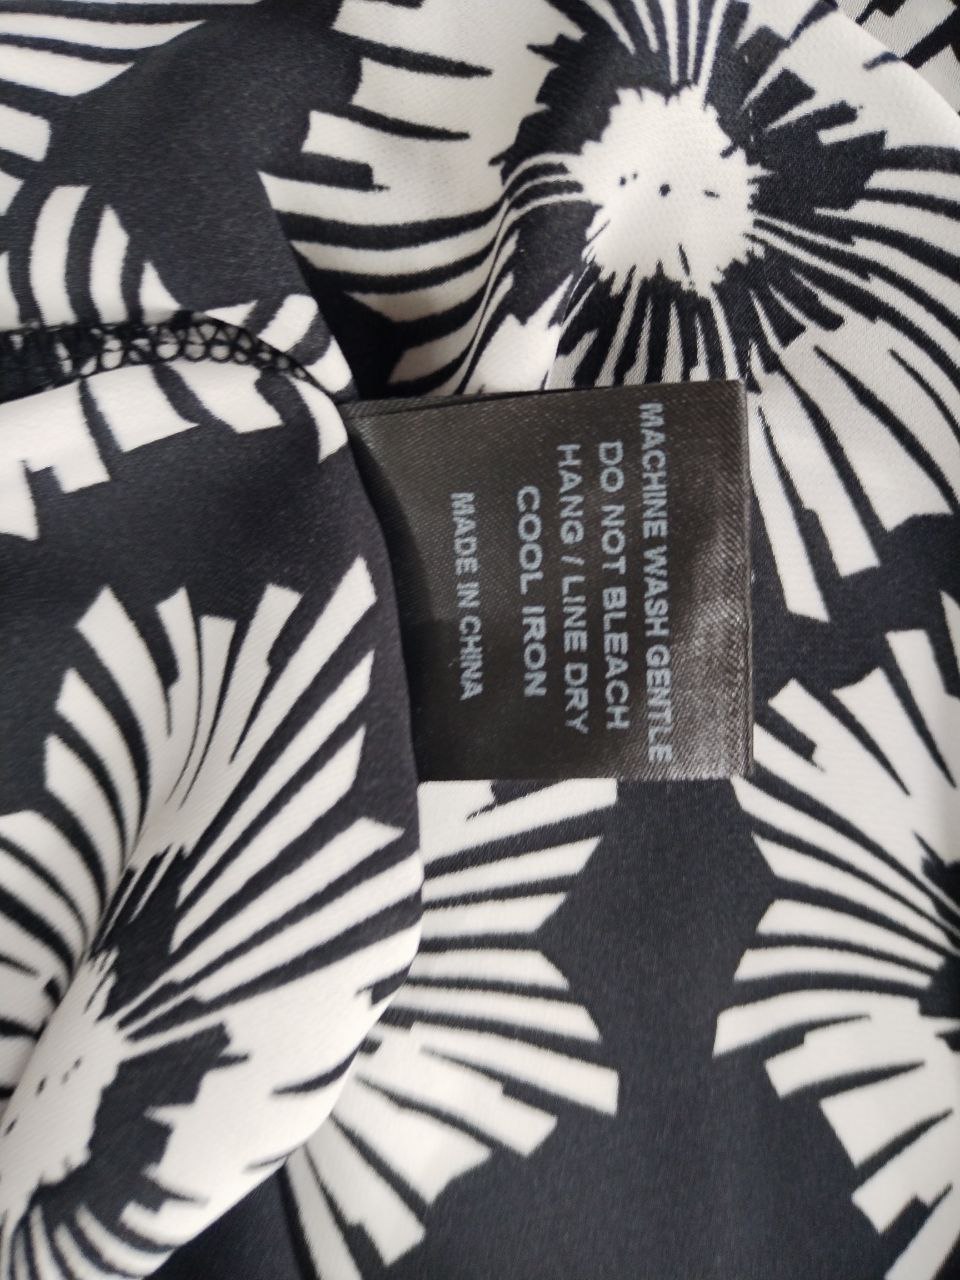 MACHINE WASH GENTLE
DO NOT BLEACH
HANG / LINE DRY
COOL IRON
MADE IN CHINA